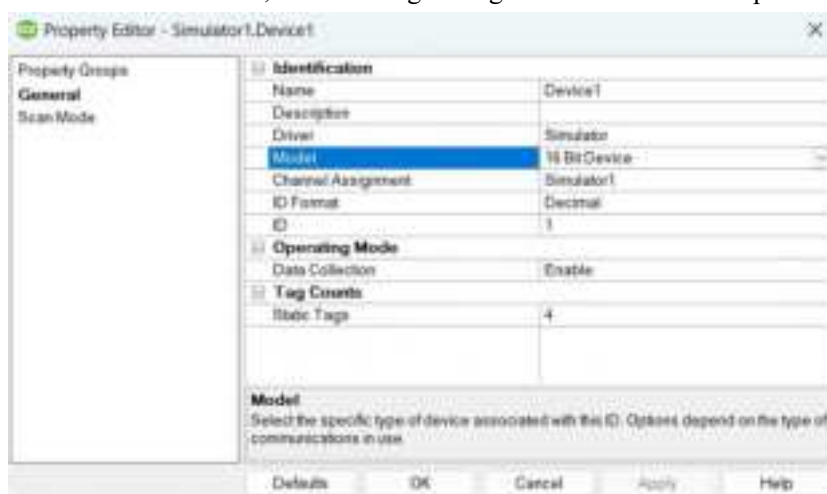 Property Editor - Simulator1.Device1
Property Groups
General
Scan Mode
Identification
Name Device1
Description
Driver Simulator
Model 16 Bit Device
Channel Assignment Simulator1
ID Format Decimal
ID 1
Operating Mode
Data Collection Enable
Tag Counts
Static Tags 4
Model
Select the specific type of device associated with this ID. Options depend on the type of
communications in use.
Defaults OK Cancel Apply Help